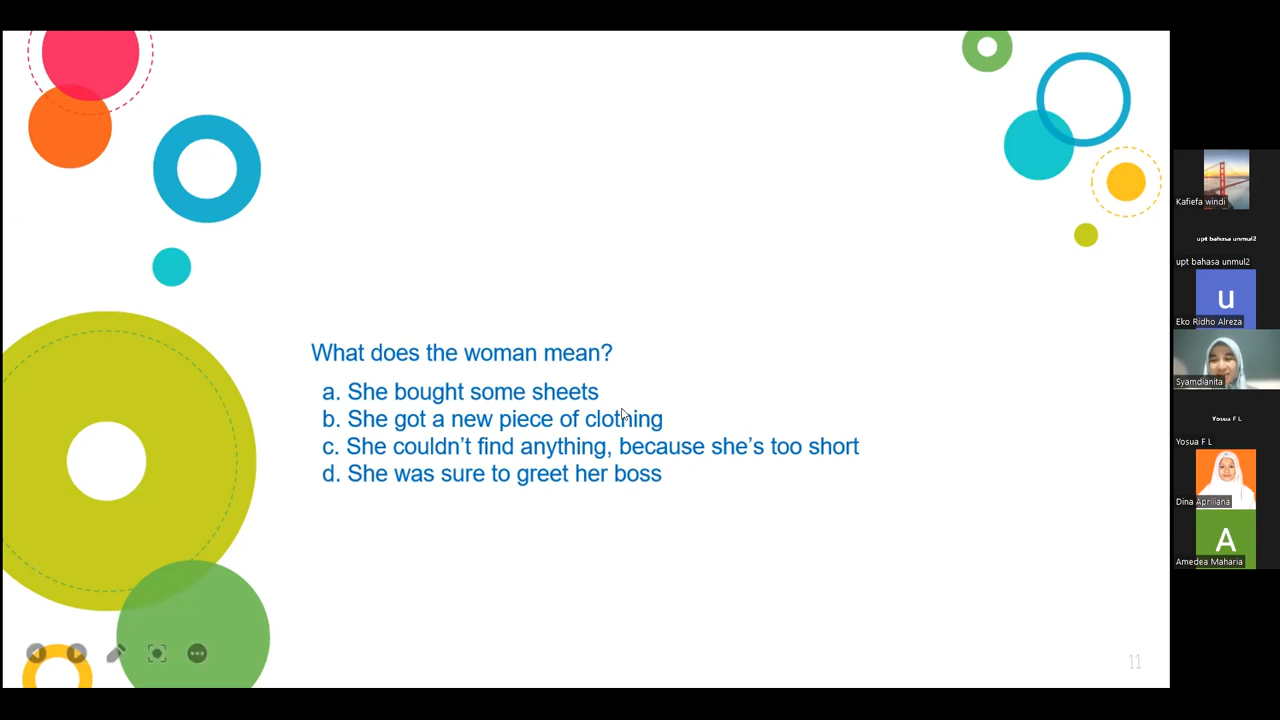 What does the woman mean?
a. She bought some sheets
b. She got a new piece of clothing
c. She couldn't find anything, because she's too short
d. She was sure to greet her boss
11
Kafiefa windi
upt bahasa unmul2
upt bahasa unmul2
u
Eko Ridho Alreza
Syamdianita
Yosua F L
Yosua F L
Dina Apriliana
A
Amedea Maharia